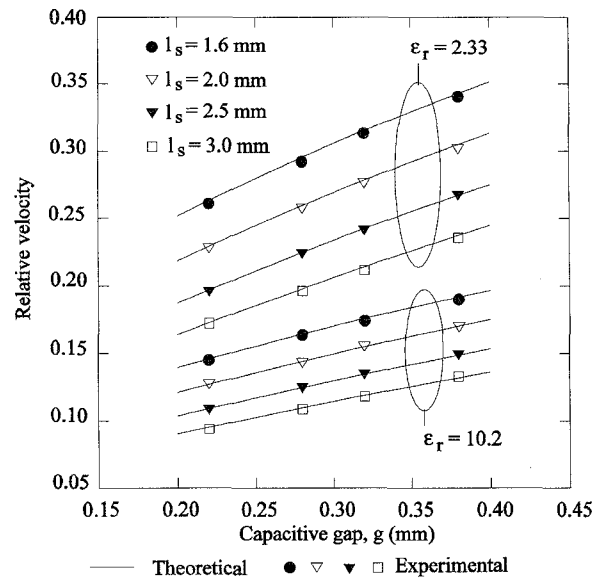 0.40
0.35
0.30
0.25
0.20
0.15
0.10
0.05
Relative velocity
● l_s = 1.6 mm
▽ l_s = 2.0 mm
▼ l_s = 2.5 mm
□ l_s = 3.0 mm
ε_r = 2.33
ε_r = 10.2
0.15 0.20 0.25 0.30 0.35 0.40 0.45
Capacitive gap, g (mm)
Theoretical ● ▽ ▼ □ Experimental